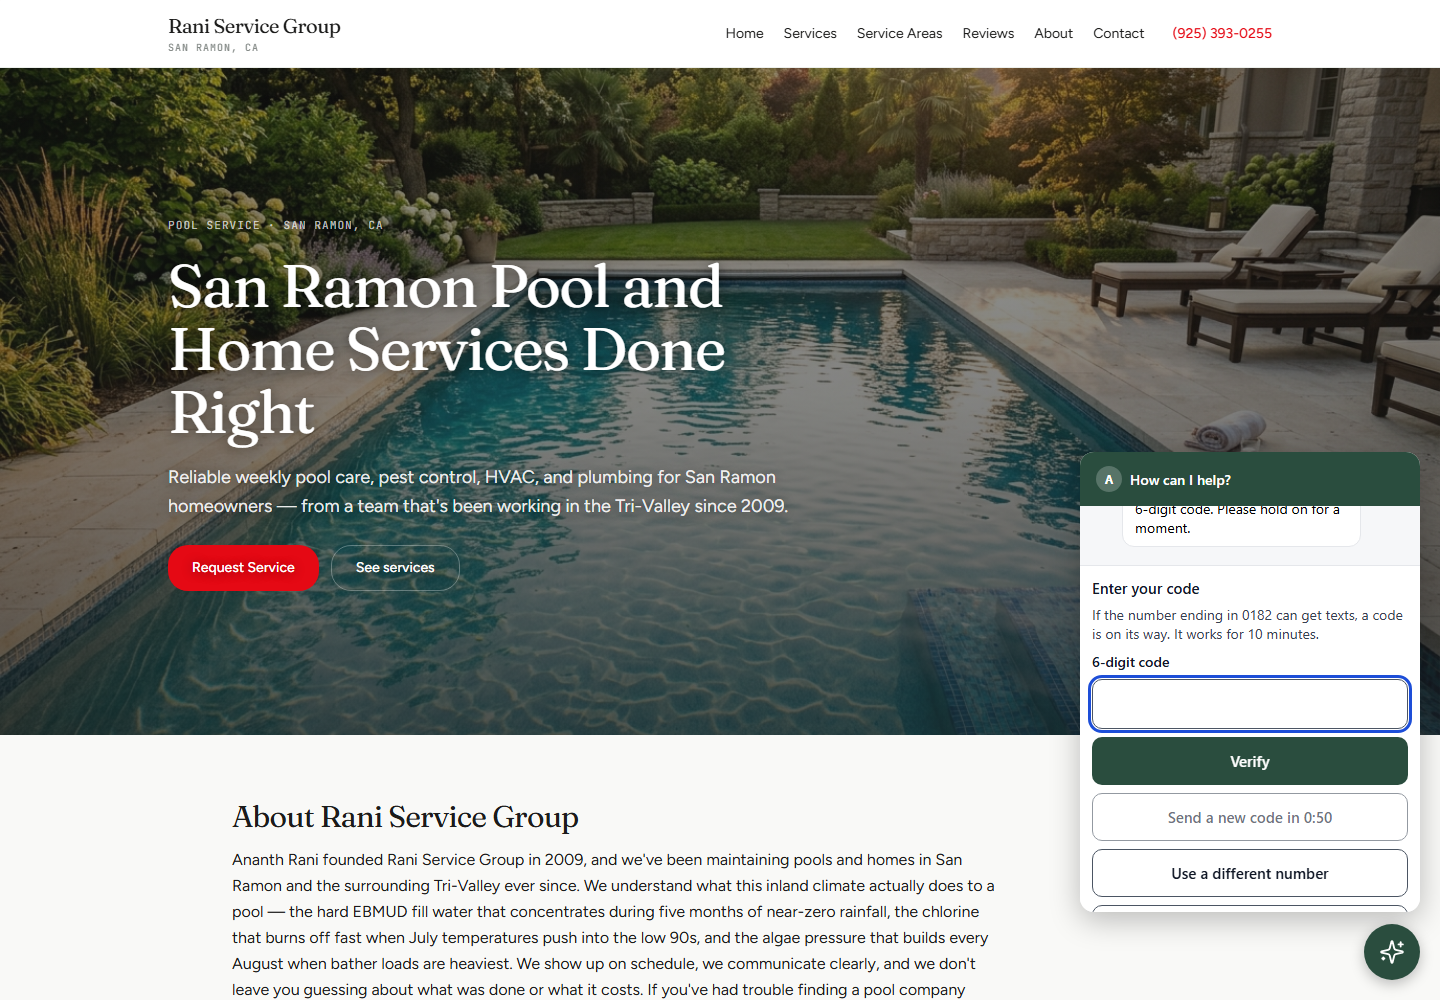 Rani Service Group
SAN RAMON, CA
Home
Services
Service Areas
Reviews
About
Contact
(925) 393-0255
POOL SERVICE · SAN RAMON, CA
San Ramon Pool and
Home Services Done
Right
Reliable weekly pool care, pest control, HVAC, and plumbing for San Ramon
homeowners — from a team that's been working in the Tri-Valley since 2009.
Request Service
See services
About Rani Service Group
Ananth Rani founded Rani Service Group in 2009, and we've been maintaining pools and homes in San
Ramon and the surrounding Tri-Valley ever since. We understand what this inland climate actually does to a
pool — the hard EBMUD fill water that concentrates during five months of near-zero rainfall, the chlorine
that burns off fast when July temperatures push into the low 90s, and the algae pressure that builds every
August when bather loads are heaviest. We show up on schedule, we communicate clearly, and we don't
leave you guessing about what was done or what it costs. If you've had trouble finding a pool company
A
How can I help?
6-digit code. Please hold on for a
moment.
Enter your code
If the number ending in 0182 can get texts, a code
is on its way. It works for 10 minutes.
6-digit code
Verify
Send a new code in 0:50
Use a different number